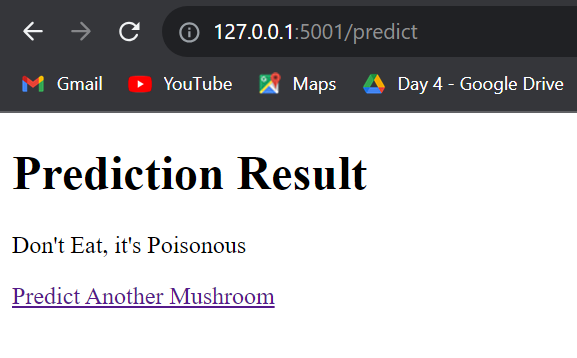 127.0.0.1:5001/predict
Gmail YouTube Maps Day 4 - Google Drive
Prediction Result
Don't Eat, it's Poisonous
Predict Another Mushroom